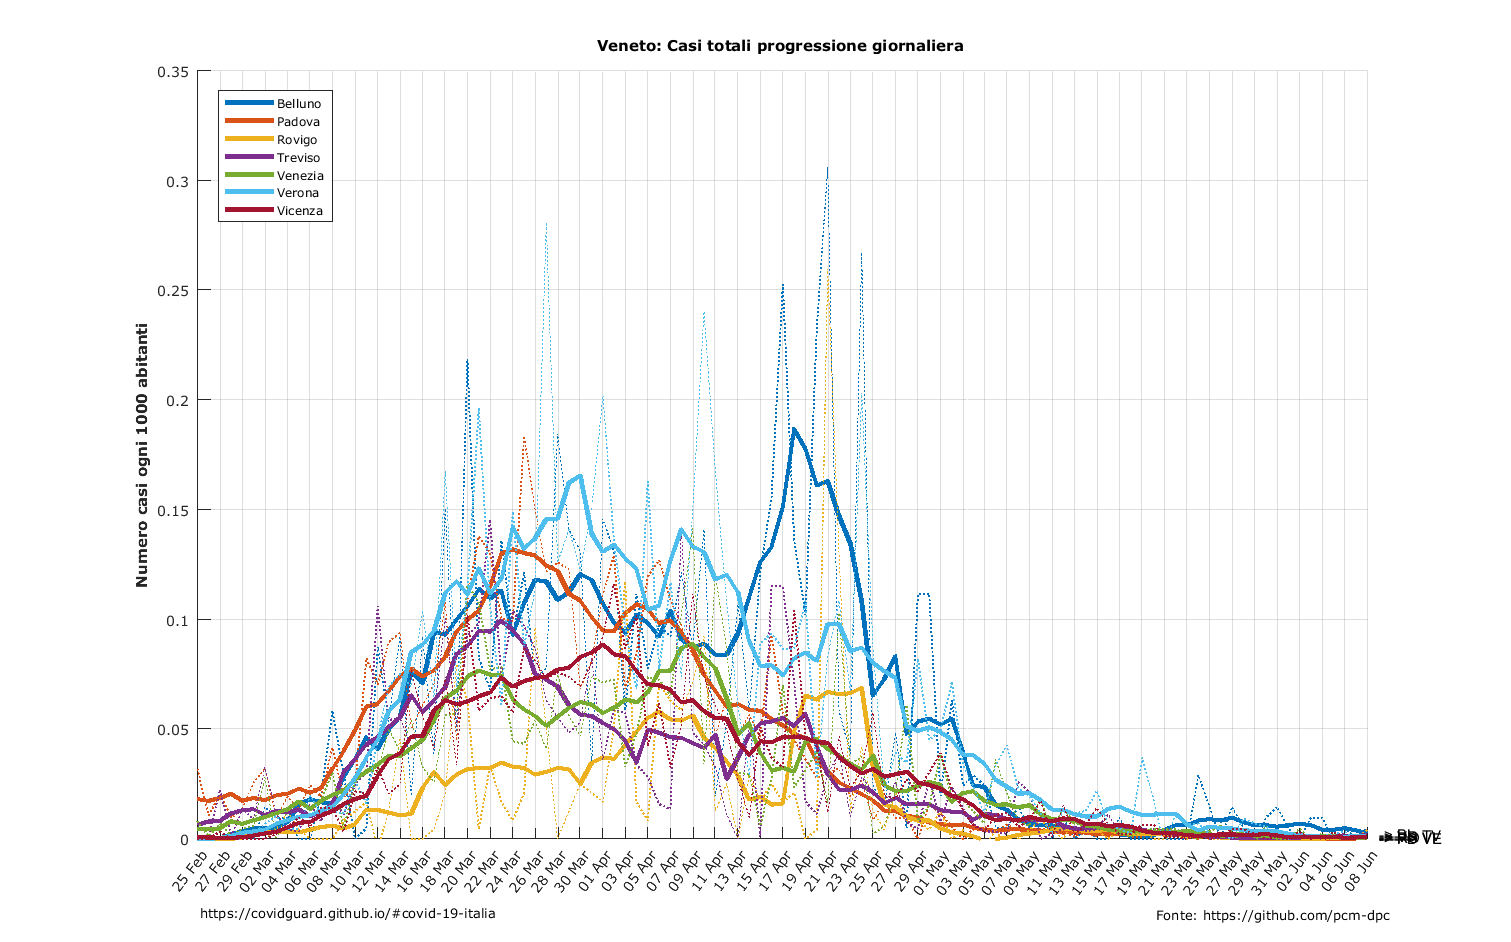 Veneto: Casi totali progressione giornaliera
Numero casi ogni 1000 abitanti
0.35
0.3
0.25
0.2
0.15
0.1
0.05
0
Belluno
Padova
Rovigo
Treviso
Venezia
Verona
Vicenza
25 Feb
27 Feb
29 Feb
02 Mar
04 Mar
06 Mar
08 Mar
10 Mar
12 Mar
14 Mar
16 Mar
18 Mar
20 Mar
22 Mar
24 Mar
26 Mar
28 Mar
30 Mar
01 Apr
03 Apr
05 Apr
07 Apr
09 Apr
11 Apr
13 Apr
15 Apr
17 Apr
19 Apr
21 Apr
23 Apr
25 Apr
27 Apr
29 Apr
01 May
03 May
05 May
07 May
09 May
11 May
13 May
15 May
17 May
19 May
21 May
23 May
25 May
27 May
29 May
31 May
02 Jun
04 Jun
06 Jun
08 Jun
https://covidguard.github.io/#covid-19-italia
Fonte: https://github.com/pcm-dpc